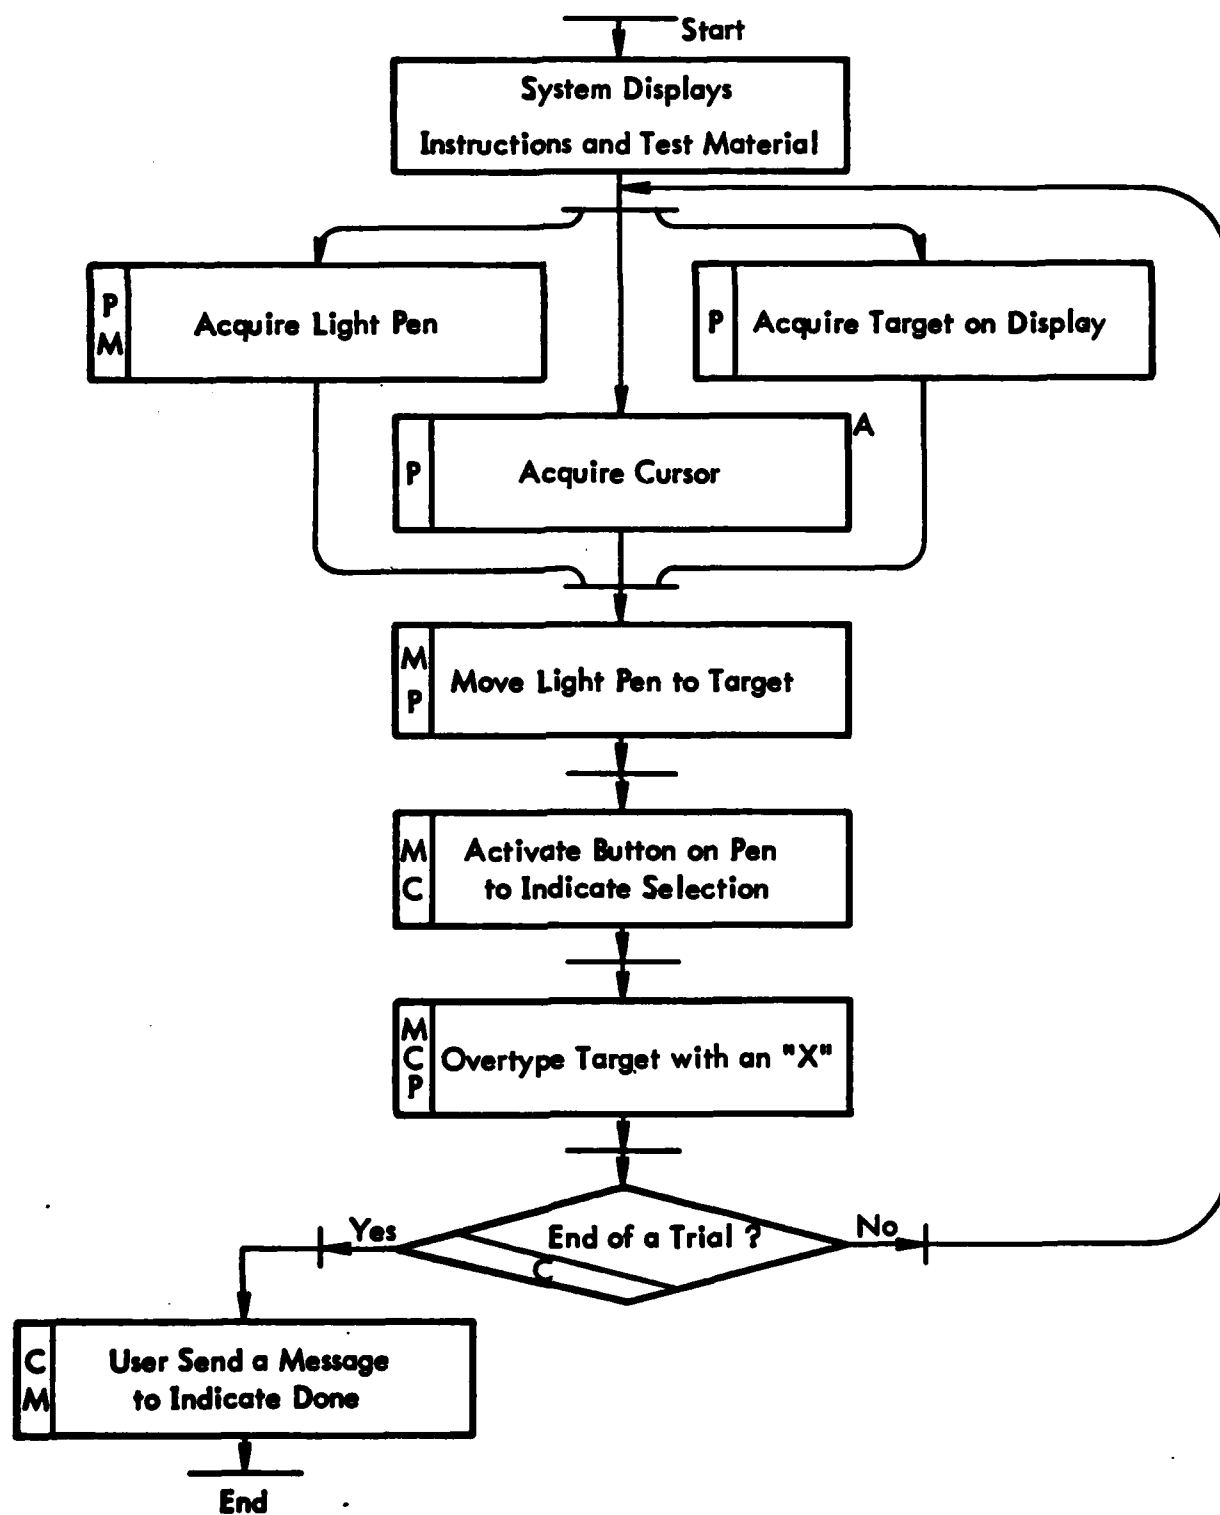 Start
System Displays
Instructions and Test Material
P
M
Acquire Light Pen
P
Acquire Target on Display
A
P
Acquire Cursor
M
P
Move Light Pen to Target
M
C
Activate Button on Pen
to Indicate Selection
M
C
P
Overtype Target with an "X"
Yes
End of a Trial ?
No
C
C
M
User Send a Message
to Indicate Done
End